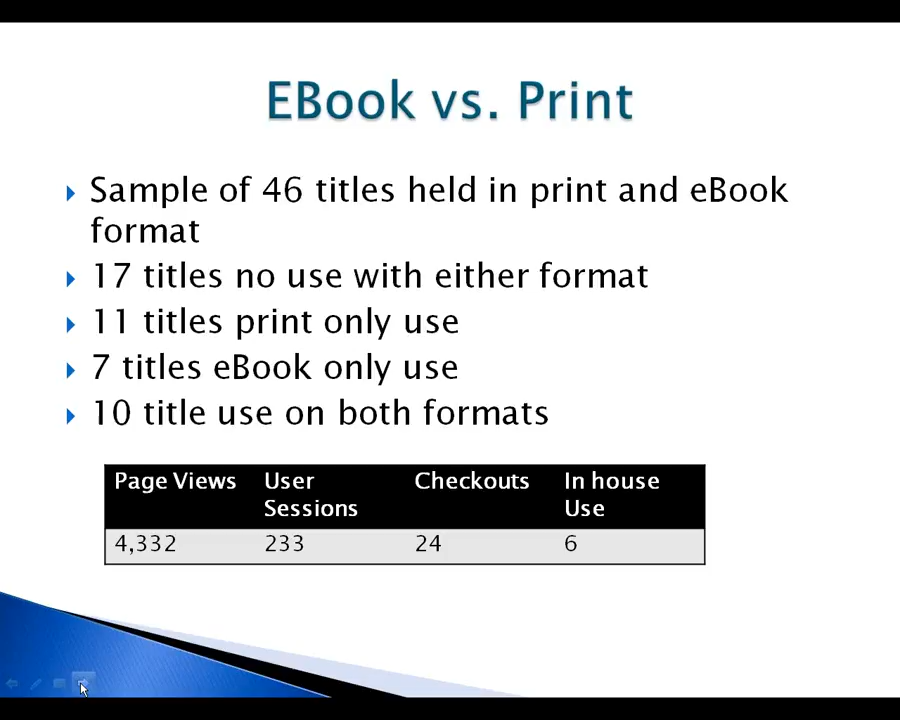 EBook vs. Print
Sample of 46 titles held in print and eBook
format
17 titles no use with either format
11 titles print only use
7 titles eBook only use
10 title use on both formats
Page Views User Sessions Checkouts In house Use
4,332 233 24 6